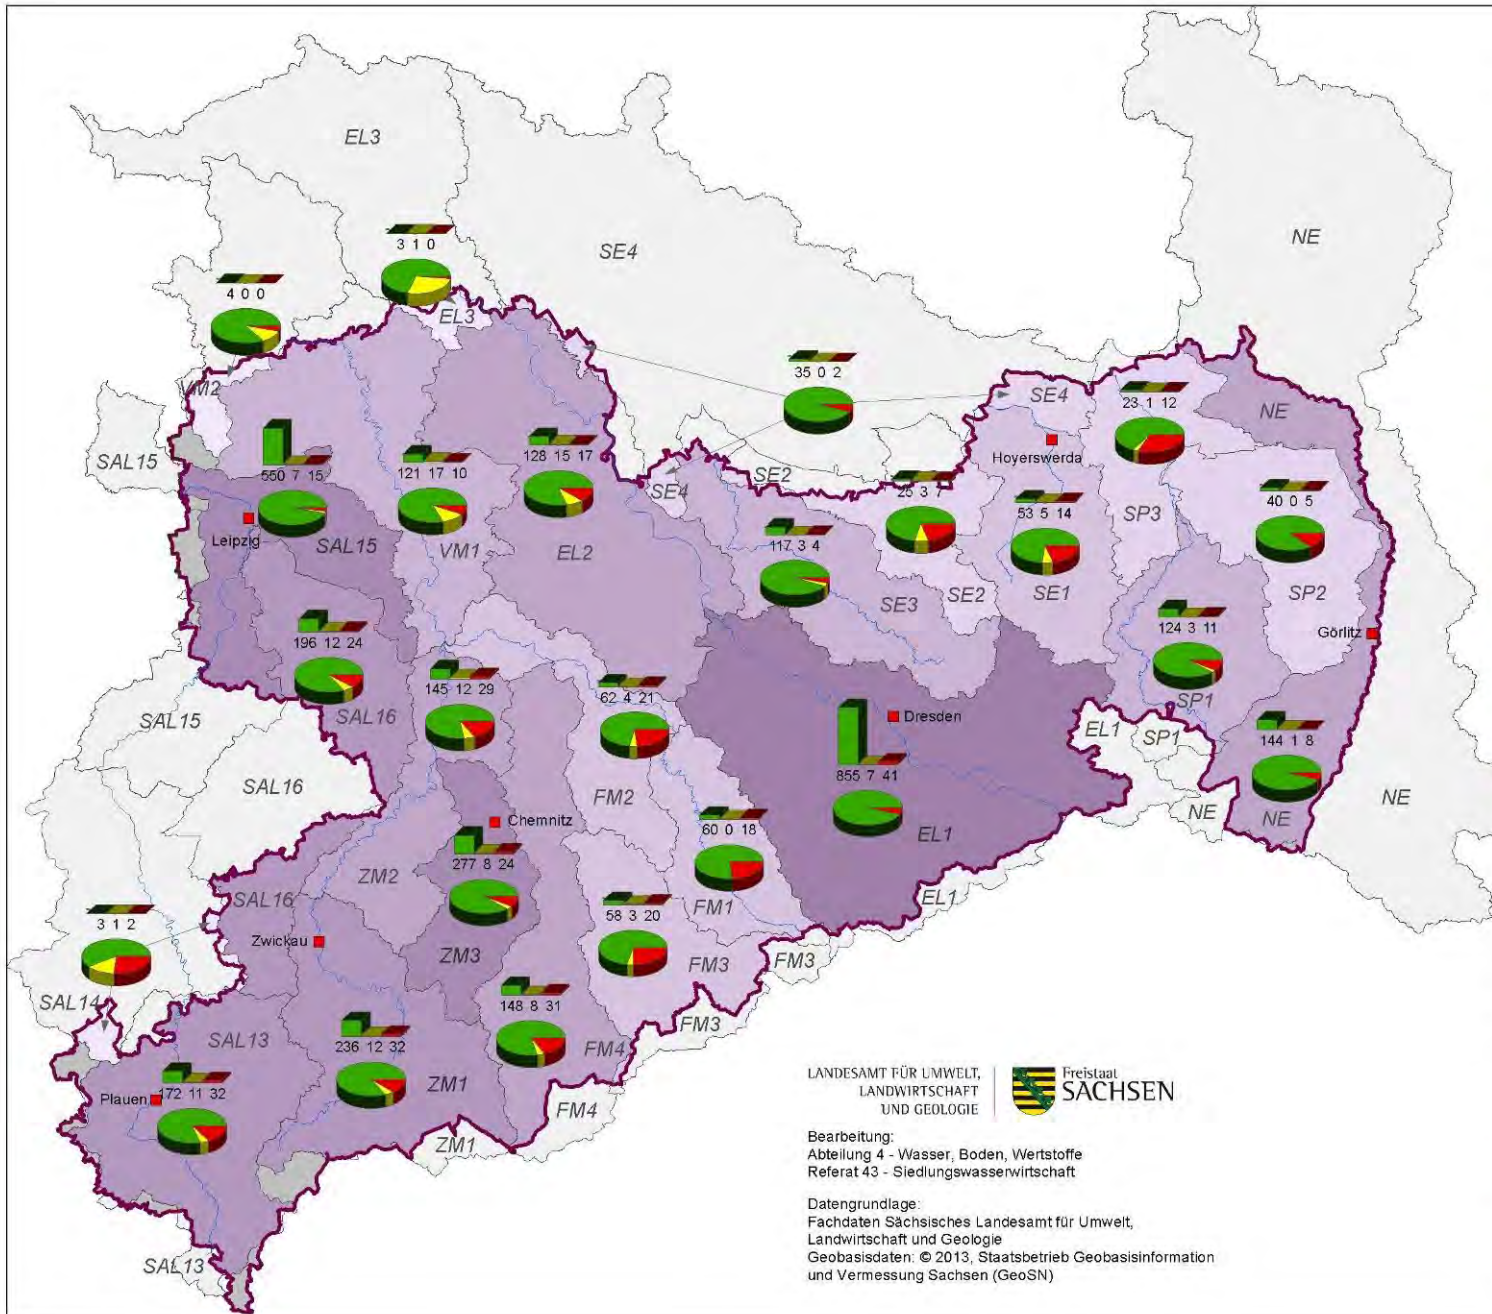 EL3
SE4
NE
3 1 0
4 0 0
EL3
VM2
35 0 2
SE4
23 1 12
NE
SAL15
Hoyerswerda
550 7 15
121 17 10
128 15 17
SE2
SE4
25 3 7
40 0 5
53 5 14
SP3
Leipzig
SAL15
VM1
EL2
117 3 4
SE3
SE2
SE1
SP2
196 12 24
124 3 11
Görlitz
145 12 29
62 4 21
SAL16
SP1
SAL15
Dresden
EL1
SP1
144 1 8
855 7 41
SAL16
FM2
NE
NE
Chemnitz
60 0 18
EL1
NE
277 8 24
ZM2
SAL16
3 1 2
58 3 20
FM1
EL1
Zwickau
ZM3
FM3
FM3
SAL14
148 8 31
FM3
SAL13
236 12 32
FM4
172 11 32
ZM1
Plauen
FM4
ZM1
SAL13
LANDESAMT FÜR UMWELT,
LANDWIRTSCHAFT
UND GEOLOGIE
Freistaat
SACHSEN
Bearbeitung:
Abteilung 4 - Wasser, Boden, Wertstoffe
Referat 43 - Siedlungswasserwirtschaft
Datengrundlage:
Fachdaten Sächsisches Landesamt für Umwelt,
Landwirtschaft und Geologie
Geobasisdaten: © 2013, Staatsbetrieb Geobasisinformation
und Vermessung Sachsen (GeoSN)